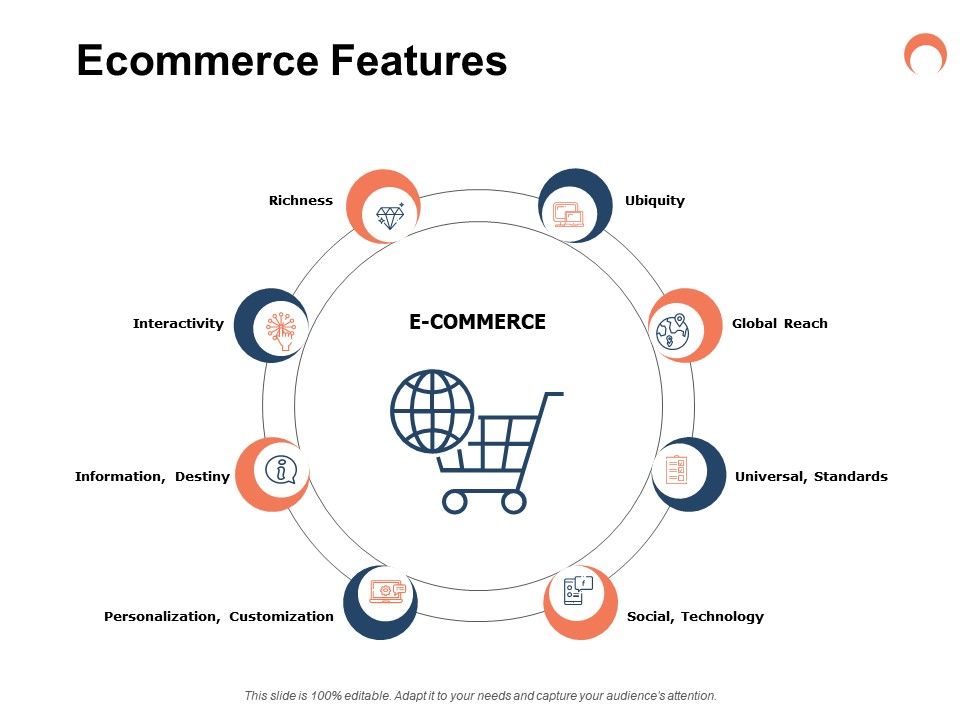 Ecommerce Features
Richness
Ubiquity
Interactivity
E-COMMERCE
Global Reach
Information, Destiny
Universal, Standards
Personalization, Customization
Social, Technology
This slide is 100% editable. Adapt it to your needs and capture your audience's attention.